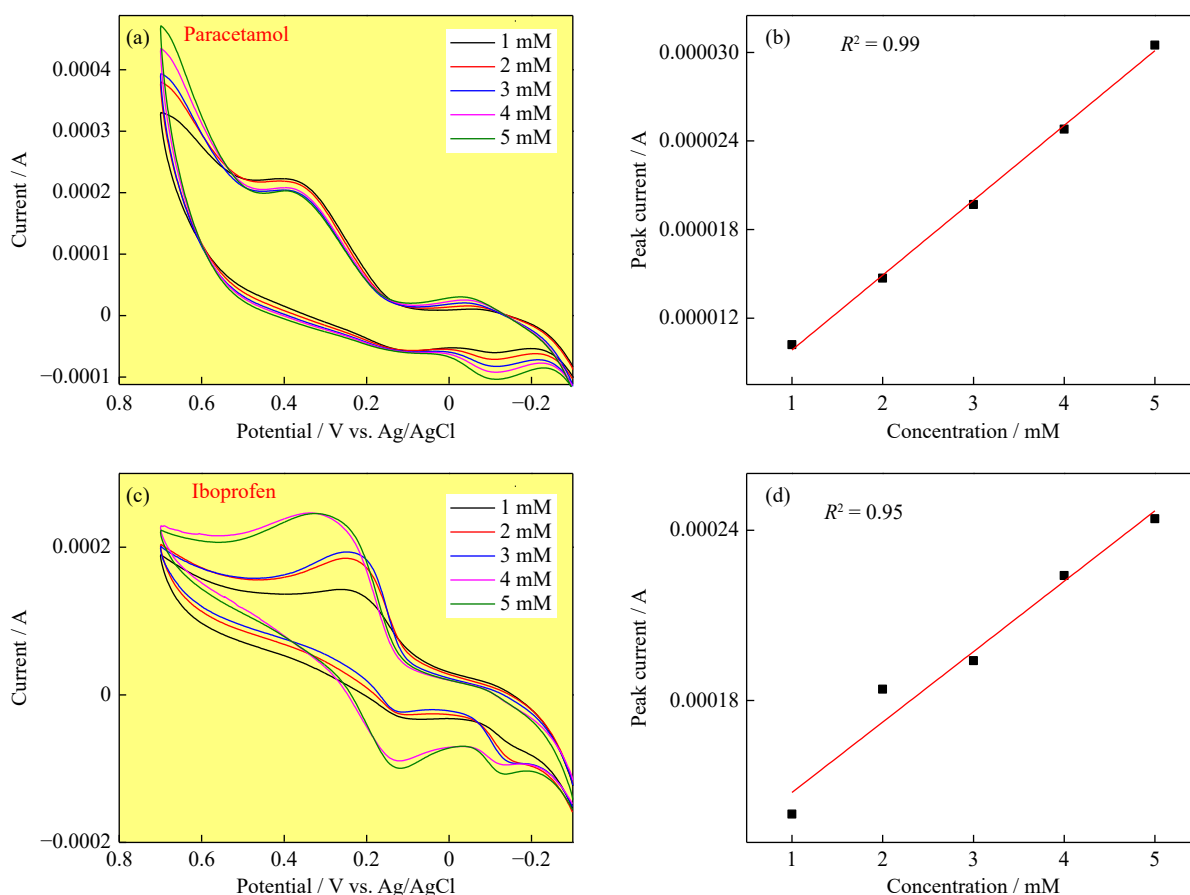 (a)
Paracetamol
1 mM
2 mM
3 mM
4 mM
5 mM
0.0004
0.0003
0.0002
0.0001
0
−0.0001
Current / A
0.8
0.6
0.4
0.2
0
−0.2
Potential / V vs. Ag/AgCl
(b)
R² = 0.99
0.000030
0.000024
0.000018
0.000012
Peak current / A
1
2
3
4
5
Concentration / mM
(c)
Iboprofen
1 mM
2 mM
3 mM
4 mM
5 mM
0.0002
0
−0.0002
Current / A
0.8
0.6
0.4
0.2
0
−0.2
Potential / V vs. Ag/AgCl
(d)
R² = 0.95
0.00024
0.00018
Peak current / A
1
2
3
4
5
Concentration / mM